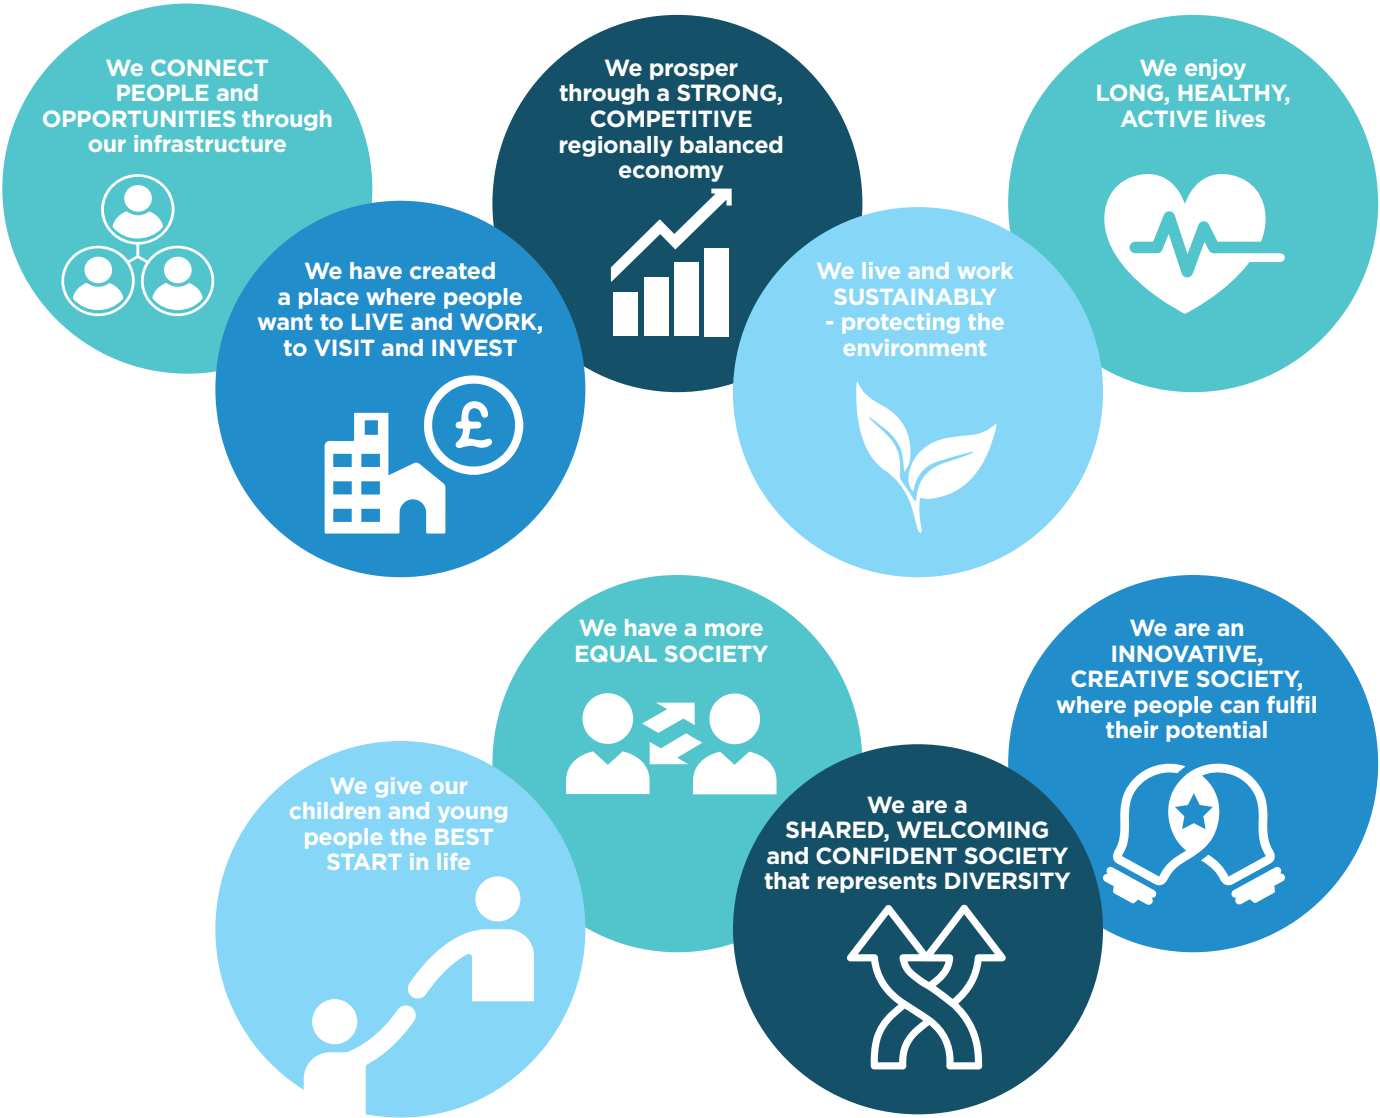 We CONNECT
PEOPLE and
OPPORTUNITIES through
our infrastructure
We have created
a place where people
want to LIVE and WORK,
to VISIT and INVEST
£
We prosper
through a STRONG,
COMPETITIVE
regionally balanced
economy
We live and work
SUSTAINABLY
- protecting the
environment
We enjoy
LONG, HEALTHY,
ACTIVE lives
We give our
children and young
people the BEST
START in life
We have a more
EQUAL SOCIETY
We are a
SHARED, WELCOMING
and CONFIDENT SOCIETY
that represents DIVERSITY
We are an
INNOVATIVE,
CREATIVE SOCIETY,
where people can fulfil
their potential